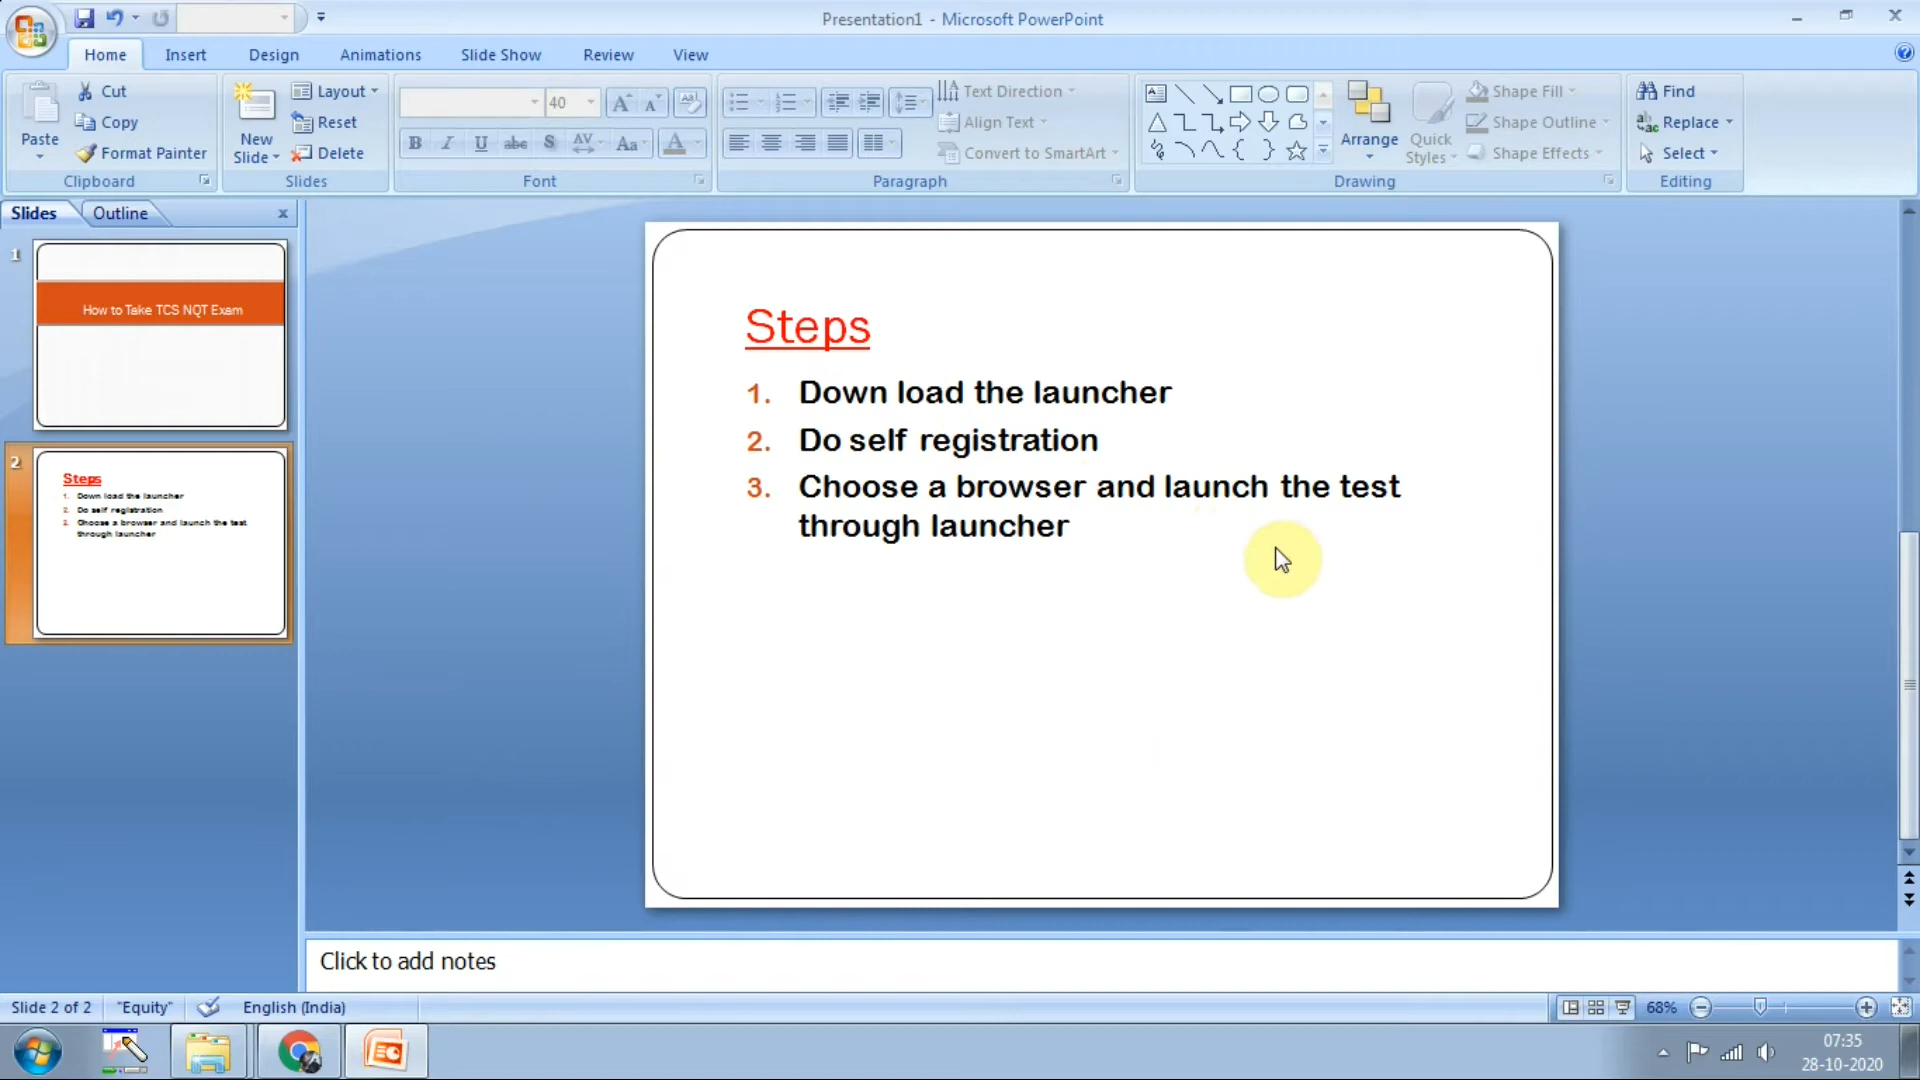 Presentation1 - Microsoft PowerPoint
Home Insert Design Animations Slide Show Review View
Paste
Cut
Copy
Format Painter
Clipboard
New Slide
Layout
Reset
Delete
Slides
40
B I U abc S AV Aa A
Font
Text Direction
Align Text
Convert to SmartArt
Paragraph
Arrange
Quick Styles
Shape Fill
Shape Outline
Shape Effects
Drawing
Find
Replace
Select
Editing
Slides Outline x
1
How to Take TCS NQT Exam
2
Steps
1. Down load the launcher
2. Do self registration
3. Choose a browser and launch the test
through launcher
Steps
1. Down load the launcher
2. Do self registration
3. Choose a browser and launch the test
through launcher
Click to add notes
Slide 2 of 2 "Equity" English (India) 68%
07:35
28-10-2020